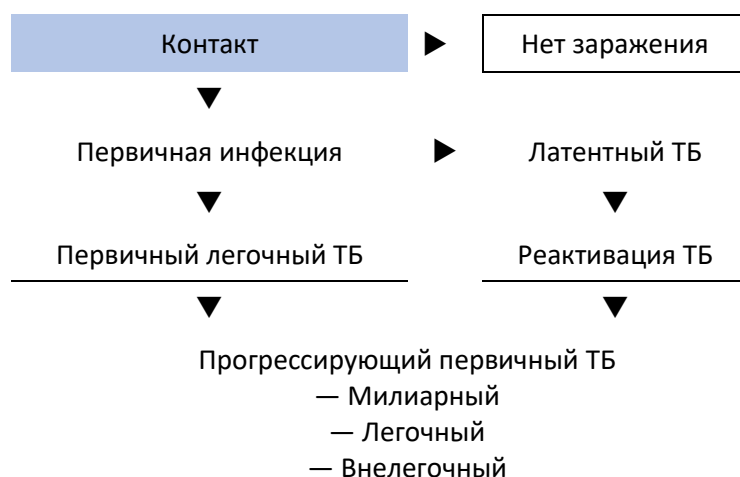 Контакт
Нет заражения
Первичная инфекция
Латентный ТБ
Первичный легочный ТБ
Реактивация ТБ
Прогрессирующий первичный ТБ
— Милиарный
— Легочный
— Внелегочный